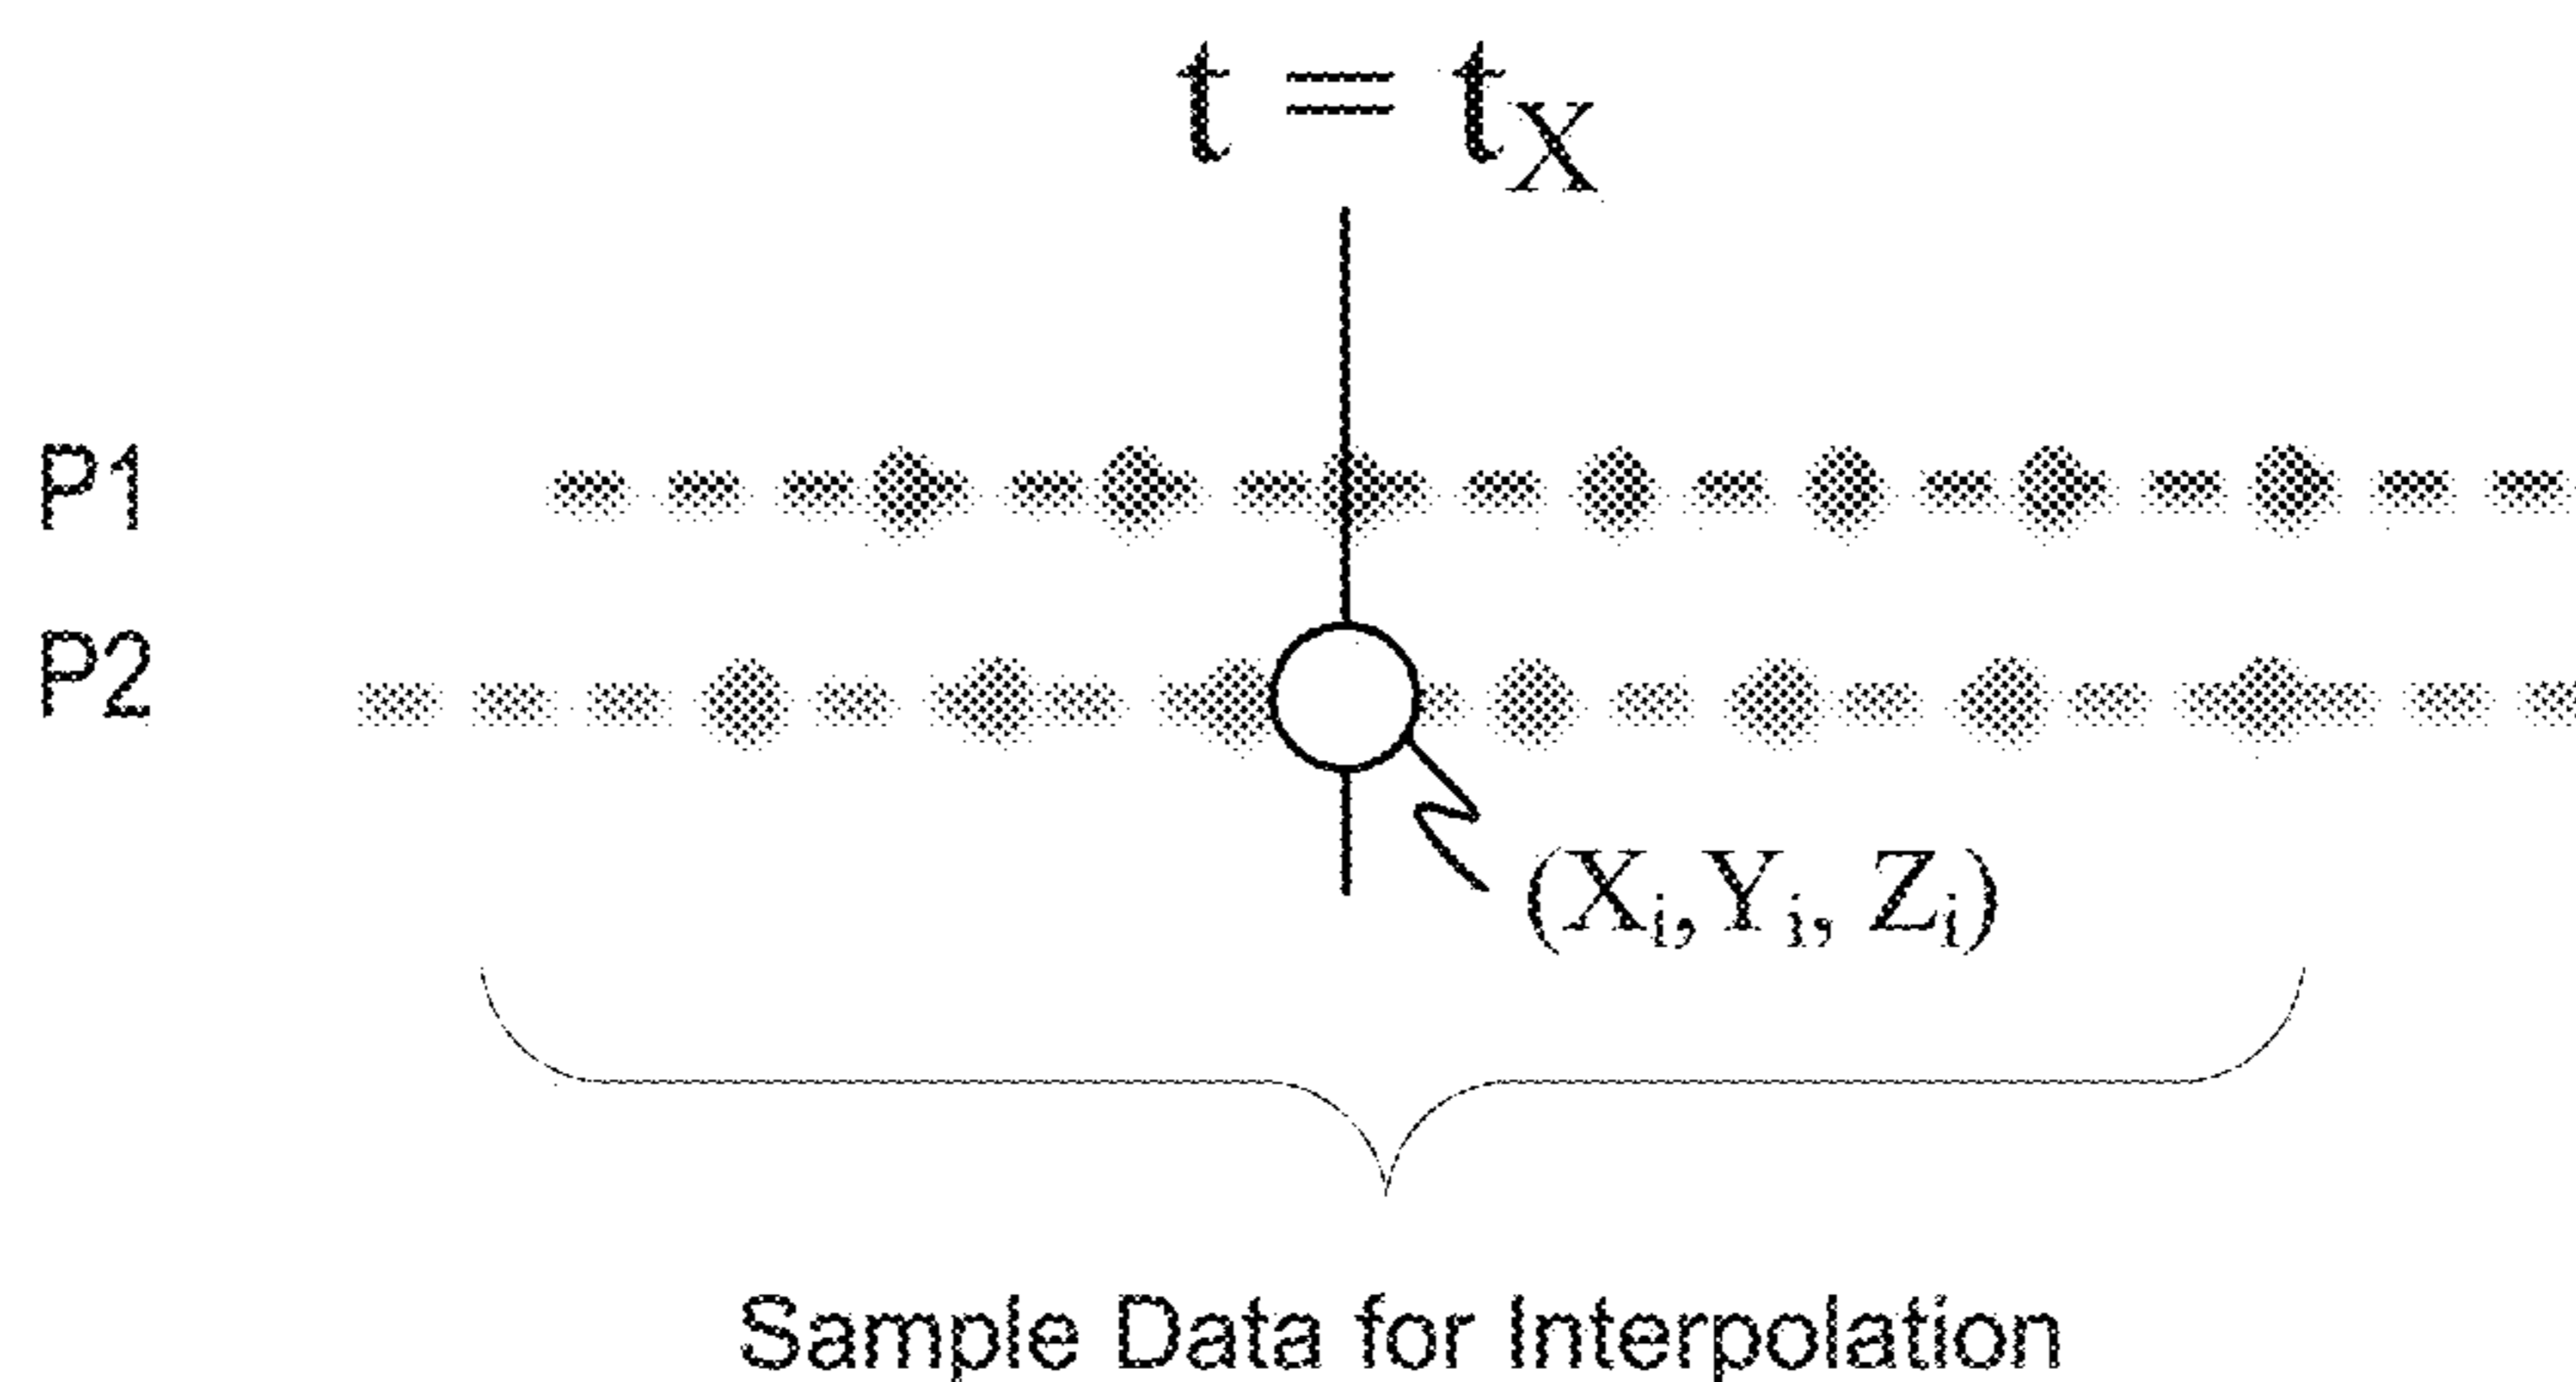 t = tX
P1
P2
(Xi, Yi, Zi)
Sample Data for Interpolation